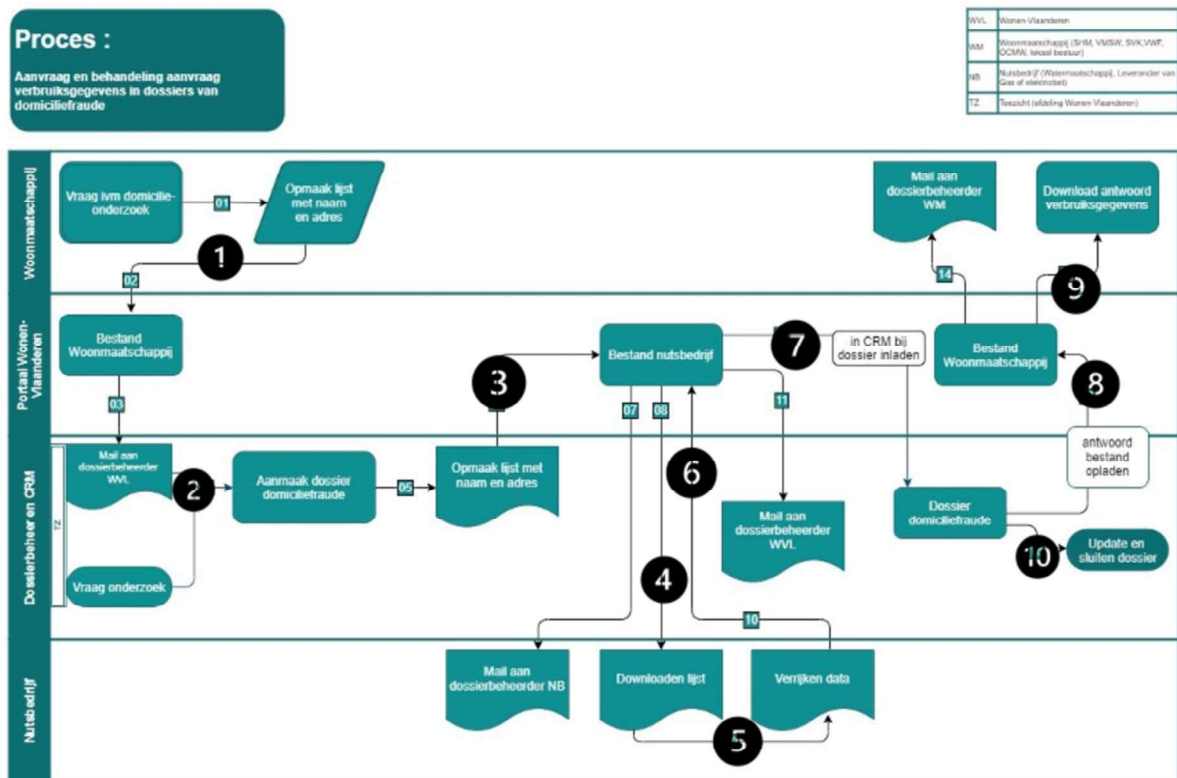 Proces :
Aanvraag en behandeling aanvraag
verbruiksgegevens in dossiers van
domiciliefraude
WVL Wonen-Vlaanderen
WM Woonmaatschappij (SHM, VMSW, SVK,VWF,
OCMW, lokaal bestuur)
NB Nutsbedrijf (Watermaatschappij, Leverancier van
Gas of elektriciteit)
TZ Toezicht (afdeling Wonen Vlaanderen)
Woonmaatschappij
Vraag ivm domicilie-
onderzoek
01
Opmaak lijst
met naam
en adres
1
02
Mail aan
dossierbeheerder
WM
Download antwoord
verbruiksgegevens
14
9
Portaal Wonen-
Vlaanderen
Bestand
Woonmaatschappij
03
3
Bestand nutsbedrijf
07
08
6
7
11
in CRM bij
dossier inladen
Bestand
Woonmaatschappij
8
Dossierbeheer en CRM
TZ
Mail aan
dossierbeheerder
WVL
2
Vraag onderzoek
Aanmaak dossier
domiciliefraude
05
Opmaak lijst met
naam en adres
4
Mail aan
dossierbeheerder
WVL
10
antwoord
bestand
opladen
Dossier
domiciliefraude
10
Update en
sluiten dossier
Nutsbedrijf
Mail aan
dossierbeheerder NB
Downloaden lijst
5
Verrijken data